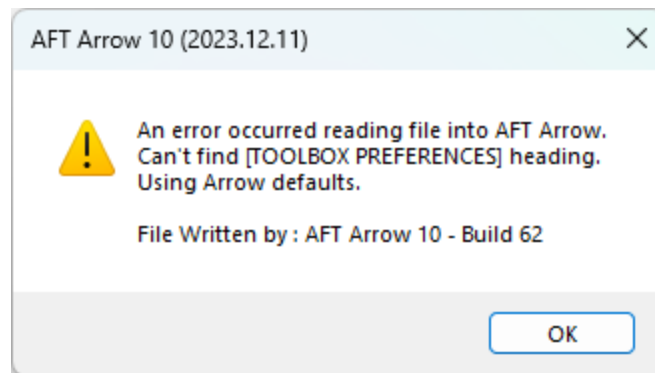 AFT Arrow 10 (2023.12.11)
An error occurred reading file into AFT Arrow.
Can't find [TOOLBOX PREFERENCES] heading.
Using Arrow defaults.
File Written by : AFT Arrow 10 - Build 62
OK